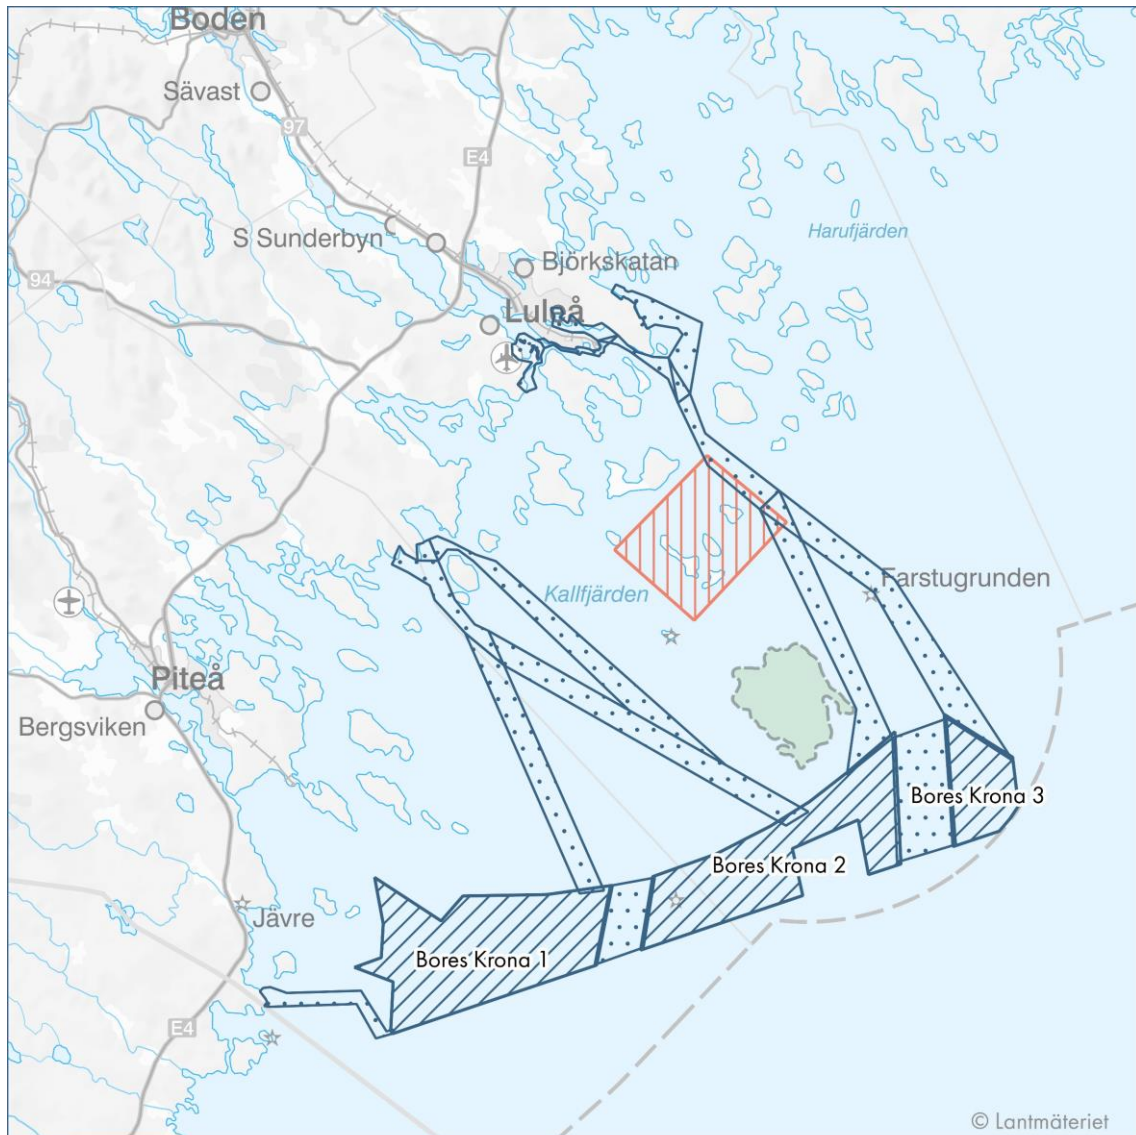 Boden
Sävast
97
E4
Harufjärden
S Sunderbyn
Björkskatan
94
Luleå
Farstugrunden
Kallfjärden
Piteå
Bergsviken
Bores Krona 3
Bores Krona 2
Jävre
Bores Krona 1
E4
© Lantmäteriet